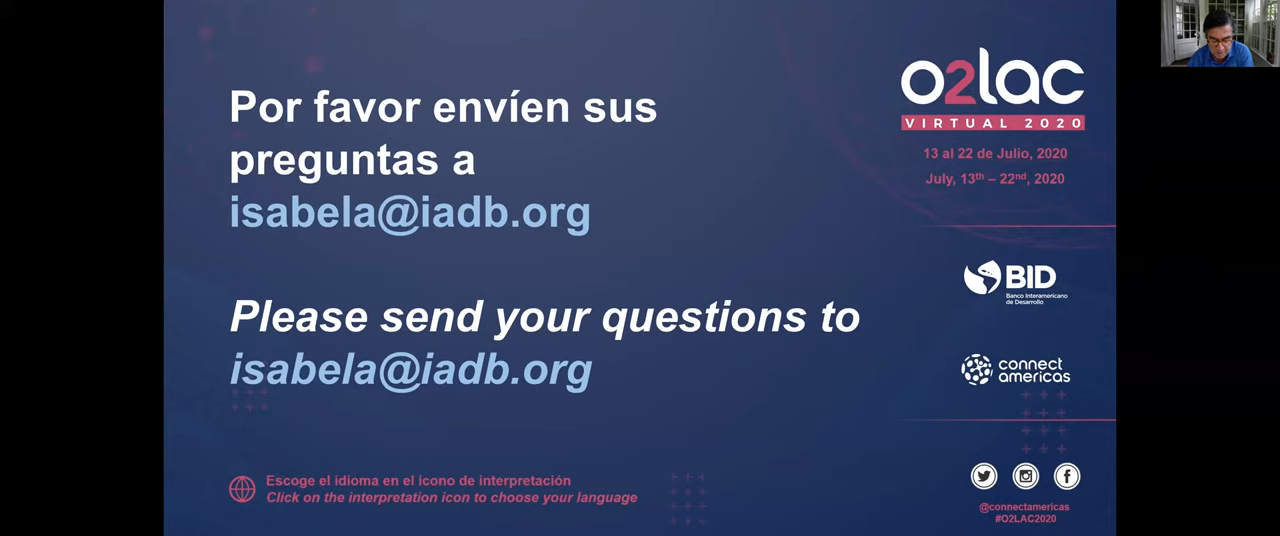 Por favor envíen sus
preguntas a
isabela@iadb.org
Please send your questions to
isabela@iadb.org
Escoge el idioma en el icono de interpretación
Click on the interpretation icon to choose your language
o2lac
VIRTUAL 2020
13 al 22 de Julio, 2020
July, 13th – 22nd, 2020
BID
Banco Interamericano
de Desarrollo
connect
americas
@connectamericas
#O2LAC2020